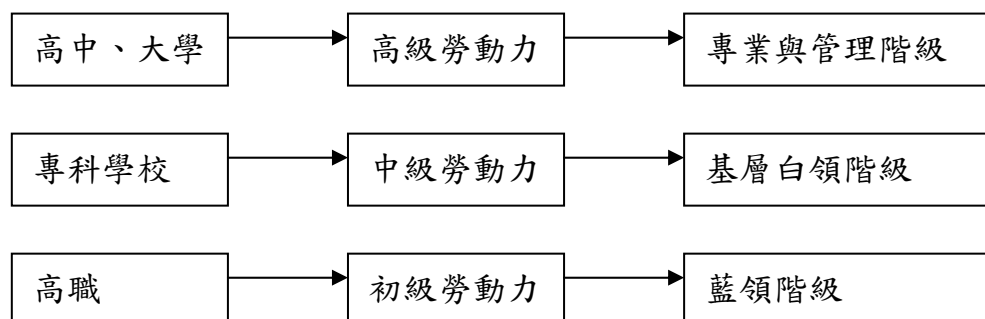 高中、大學 高級勞動力 專業與管理階級
專科學校 中級勞動力 基層白領階級
高職 初級勞動力 藍領階級